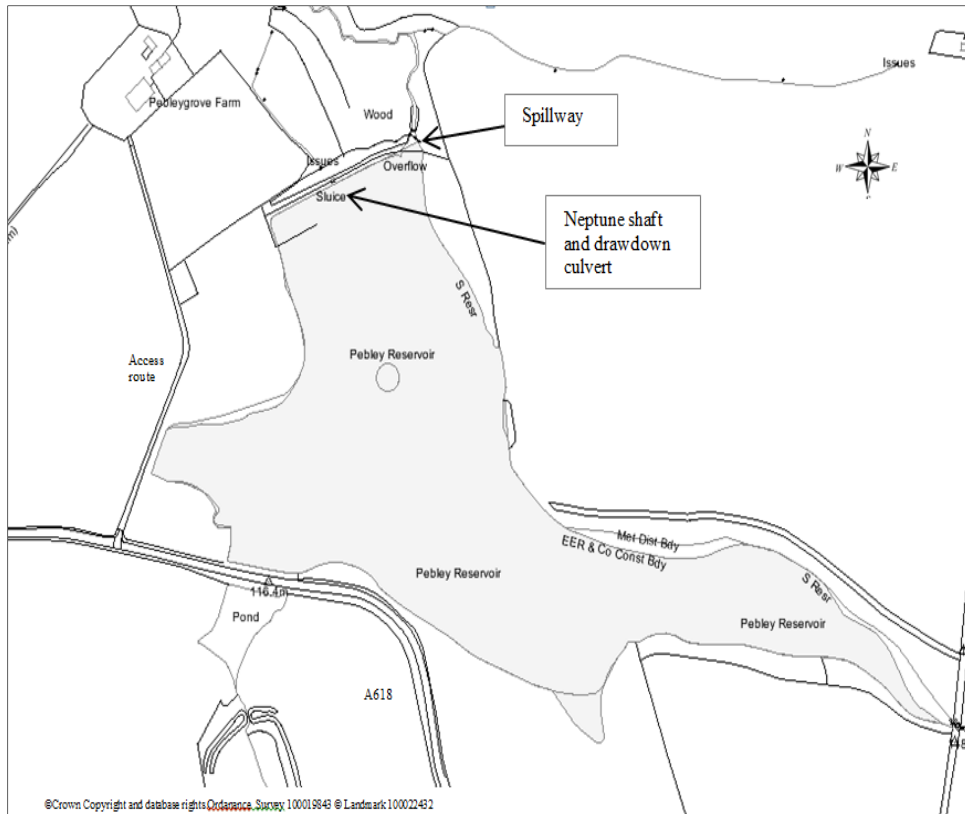 Issues
Pebleygrove Farm
Wood
Spillway
Issues
Overflow
Sluice
Neptune shaft
and drawdown
culvert
N
W
E
S Resr
Pebley Reservoir
Access
route
Met Dist Bdy
EER & Co Const Bdy
Pebley Reservoir
S Resr
116.4m
Pond
Pebley Reservoir
A618
©Crown Copyright and database rights Ordanance Survey 100019843 © Landmark 100022432